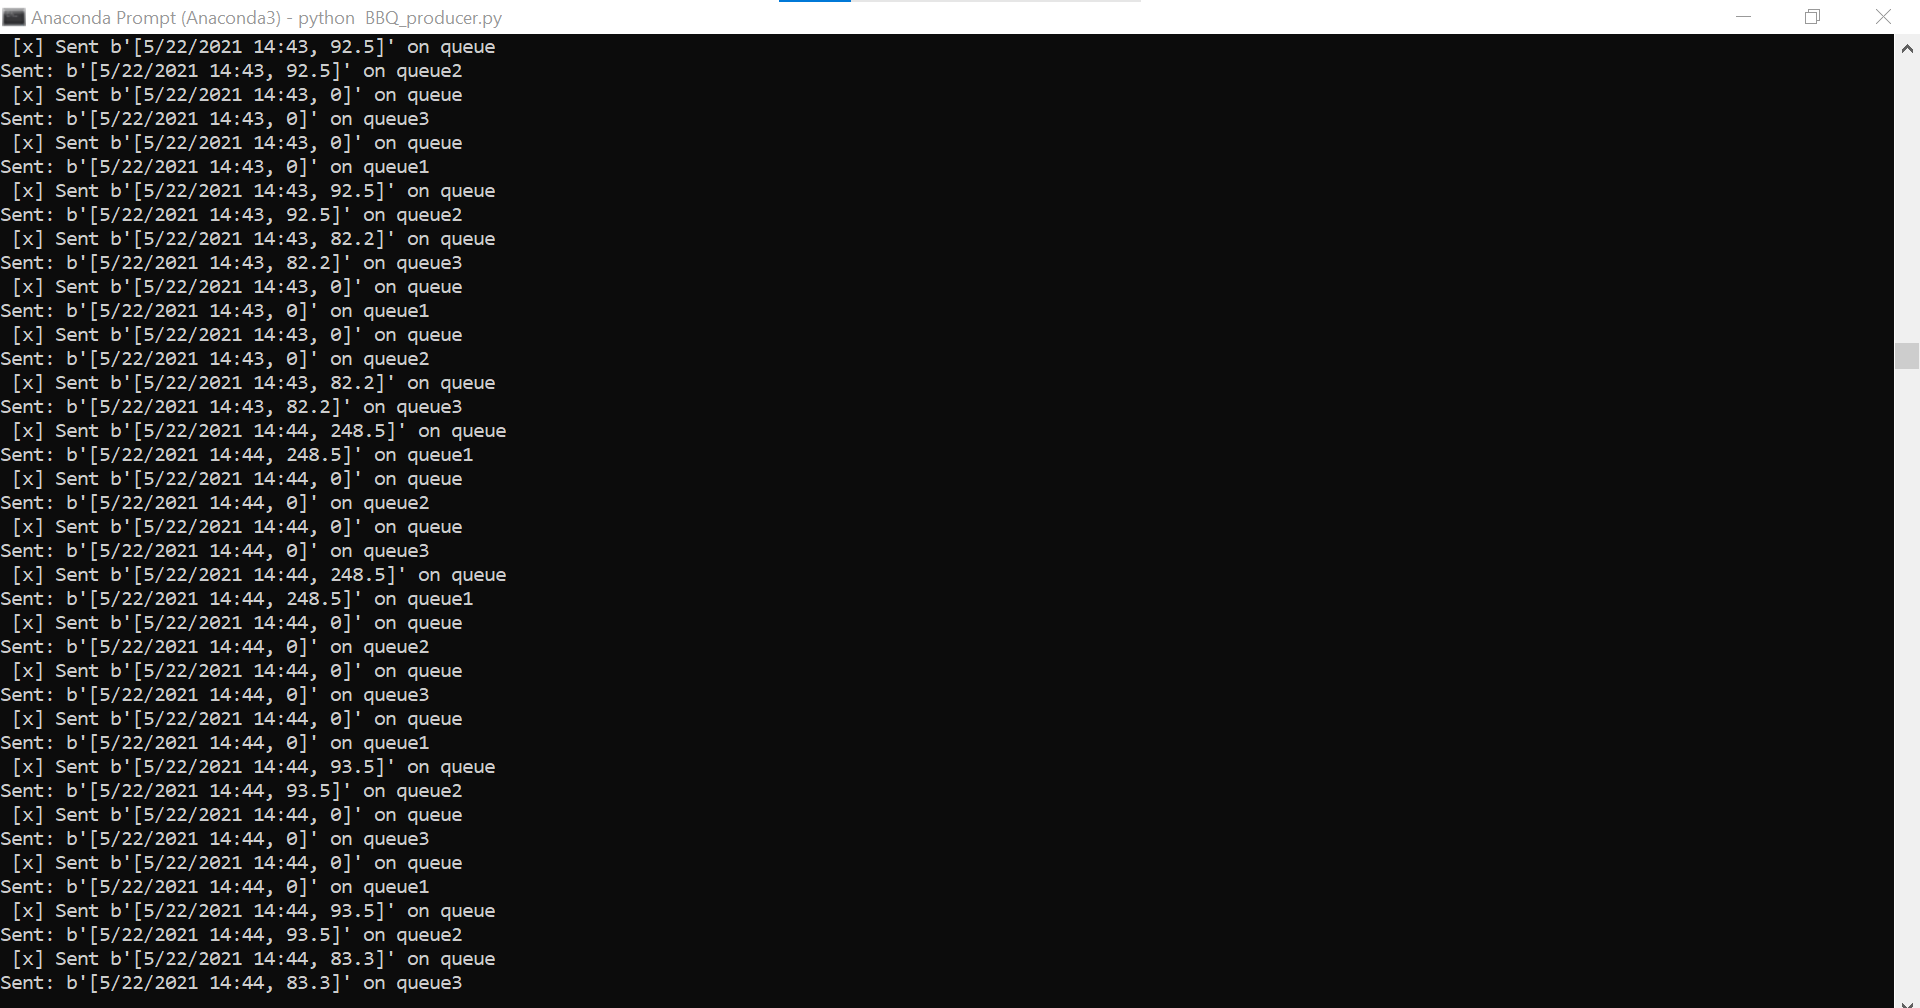 Anaconda Prompt (Anaconda3) - python  BBQ_producer.py
 [x] Sent b'[5/22/2021 14:43, 92.5]' on queue
Sent: b'[5/22/2021 14:43, 92.5]' on queue2
 [x] Sent b'[5/22/2021 14:43, 0]' on queue
Sent: b'[5/22/2021 14:43, 0]' on queue3
 [x] Sent b'[5/22/2021 14:43, 0]' on queue
Sent: b'[5/22/2021 14:43, 0]' on queue1
 [x] Sent b'[5/22/2021 14:43, 92.5]' on queue
Sent: b'[5/22/2021 14:43, 92.5]' on queue2
 [x] Sent b'[5/22/2021 14:43, 82.2]' on queue
Sent: b'[5/22/2021 14:43, 82.2]' on queue3
 [x] Sent b'[5/22/2021 14:43, 0]' on queue
Sent: b'[5/22/2021 14:43, 0]' on queue1
 [x] Sent b'[5/22/2021 14:43, 0]' on queue
Sent: b'[5/22/2021 14:43, 0]' on queue2
 [x] Sent b'[5/22/2021 14:43, 82.2]' on queue
Sent: b'[5/22/2021 14:43, 82.2]' on queue3
 [x] Sent b'[5/22/2021 14:44, 248.5]' on queue
Sent: b'[5/22/2021 14:44, 248.5]' on queue1
 [x] Sent b'[5/22/2021 14:44, 0]' on queue
Sent: b'[5/22/2021 14:44, 0]' on queue2
 [x] Sent b'[5/22/2021 14:44, 0]' on queue
Sent: b'[5/22/2021 14:44, 0]' on queue3
 [x] Sent b'[5/22/2021 14:44, 248.5]' on queue
Sent: b'[5/22/2021 14:44, 248.5]' on queue1
 [x] Sent b'[5/22/2021 14:44, 0]' on queue
Sent: b'[5/22/2021 14:44, 0]' on queue2
 [x] Sent b'[5/22/2021 14:44, 0]' on queue
Sent: b'[5/22/2021 14:44, 0]' on queue3
 [x] Sent b'[5/22/2021 14:44, 0]' on queue
Sent: b'[5/22/2021 14:44, 0]' on queue1
 [x] Sent b'[5/22/2021 14:44, 93.5]' on queue
Sent: b'[5/22/2021 14:44, 93.5]' on queue2
 [x] Sent b'[5/22/2021 14:44, 0]' on queue
Sent: b'[5/22/2021 14:44, 0]' on queue3
 [x] Sent b'[5/22/2021 14:44, 0]' on queue
Sent: b'[5/22/2021 14:44, 0]' on queue1
 [x] Sent b'[5/22/2021 14:44, 93.5]' on queue
Sent: b'[5/22/2021 14:44, 93.5]' on queue2
 [x] Sent b'[5/22/2021 14:44, 83.3]' on queue
Sent: b'[5/22/2021 14:44, 83.3]' on queue3